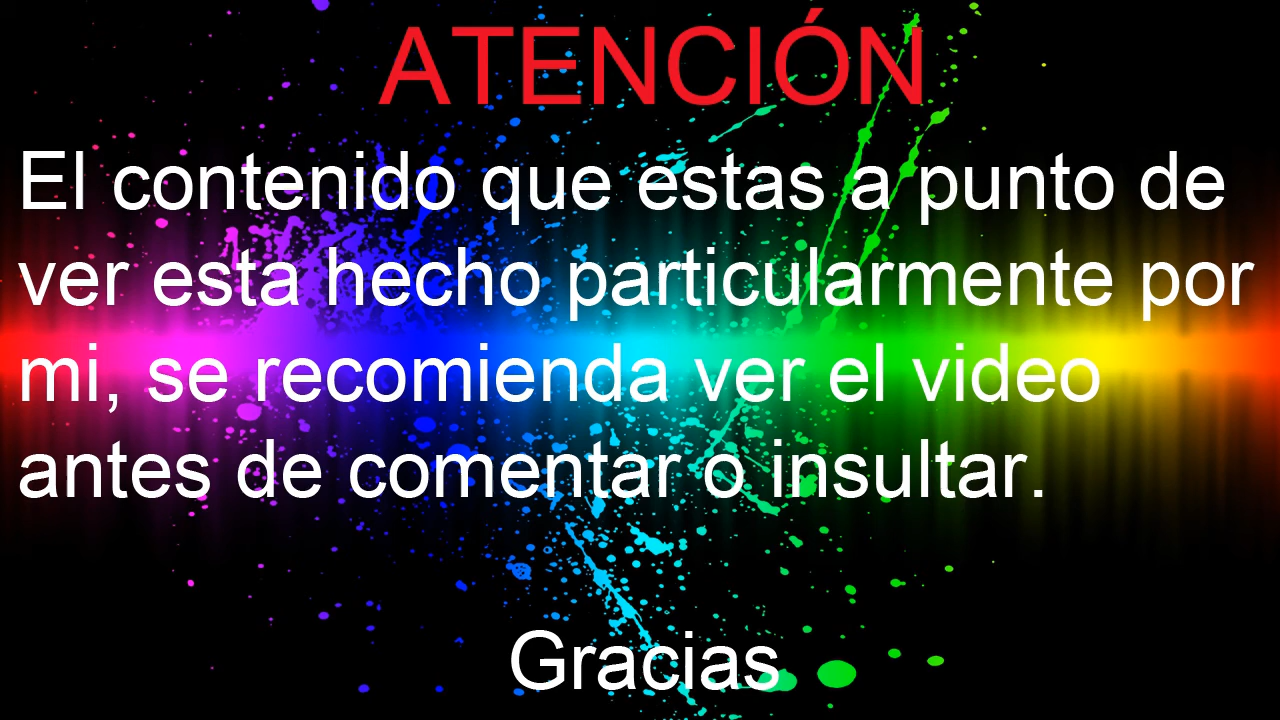 ATENCIÓN
El contenido que estas a punto de
ver esta hecho particularmente por
mi, se recomienda ver el video
antes de comentar o insultar.
Gracias